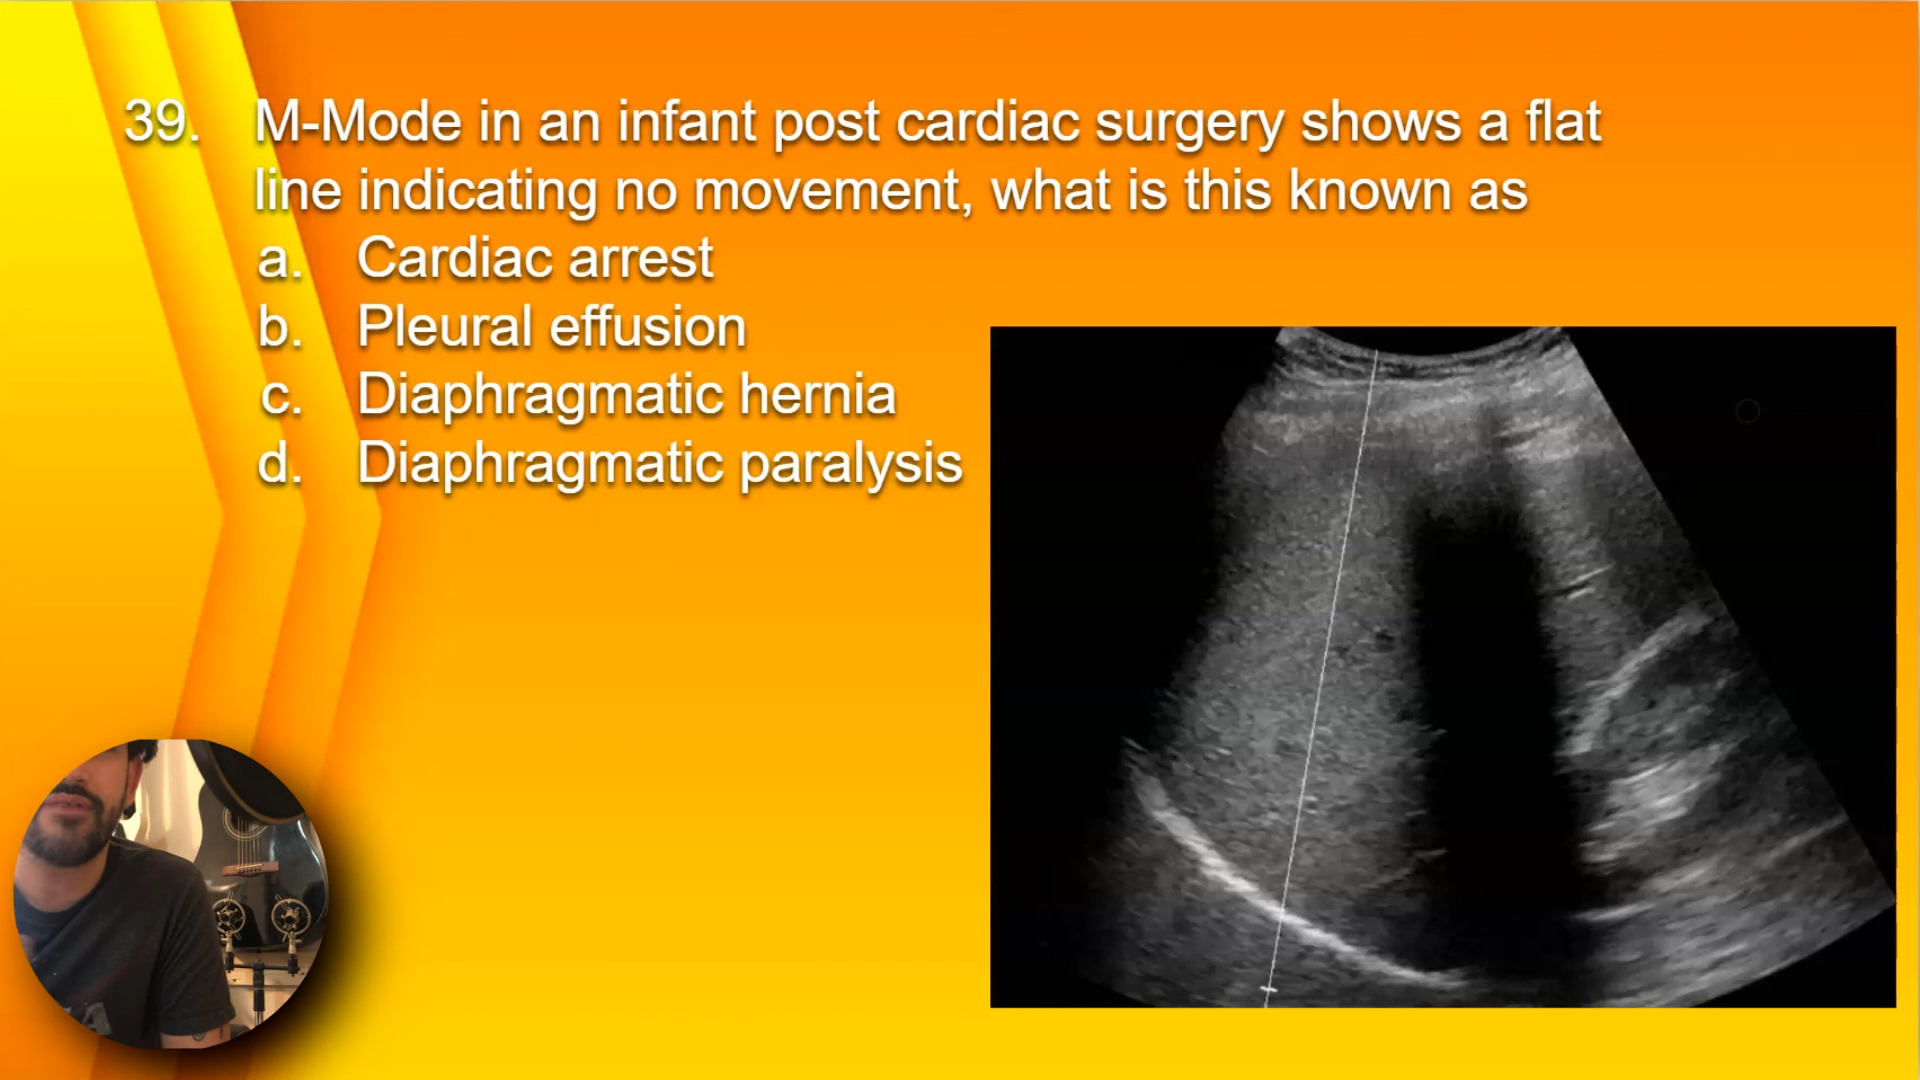 39. M-Mode in an infant post cardiac surgery shows a flat
line indicating no movement, what is this known as
a. Cardiac arrest
b. Pleural effusion
c. Diaphragmatic hernia
d. Diaphragmatic paralysis